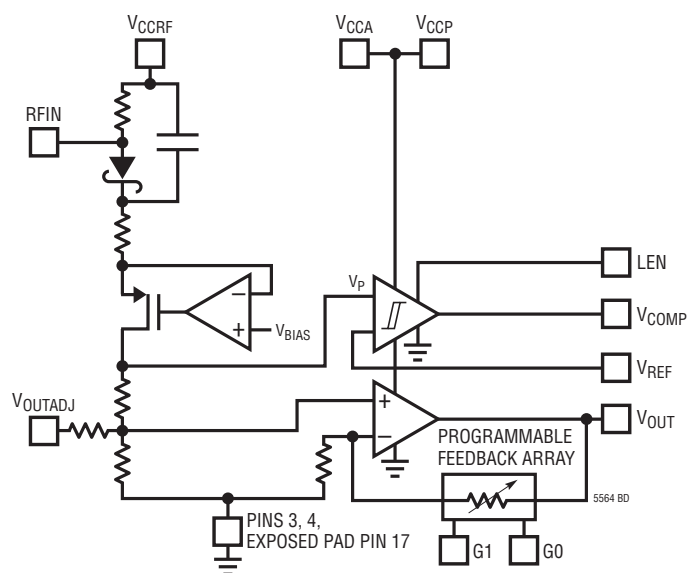 VCCRF
VCCA
VCCP
RFIN
LEN
VP
–
+
VBIAS
VCOMP
VREF
VOUTADJ
+
–
VOUT
PROGRAMMABLE
FEEDBACK ARRAY
5564 BD
PINS 3, 4,
EXPOSED PAD PIN 17
G1
G0